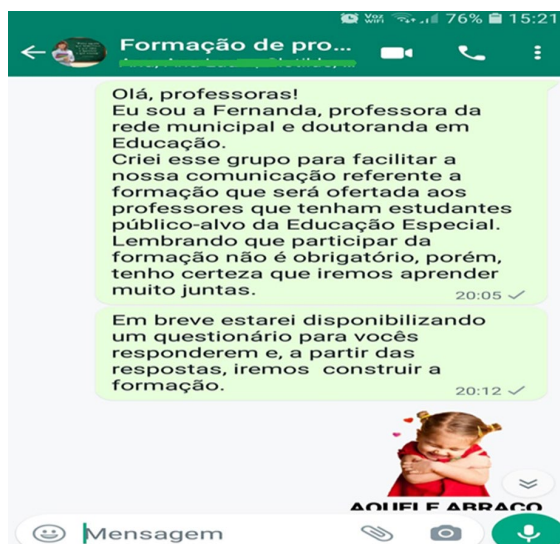 Voz
WiFi 76% 15:21
Formação de pro...
Olá, professoras!
Eu sou a Fernanda, professora da
rede municipal e doutoranda em
Educação.
Criei esse grupo para facilitar a
nossa comunicação referente a
formação que será ofertada aos
professores que tenham estudantes
público-alvo da Educação Especial.
Lembrando que participar da
formação não é obrigatório, porém,
tenho certeza que iremos aprender
muito juntas.
20:05
Em breve estarei disponibilizando
um questionário para vocês
responderem e, a partir das
respostas, iremos construir a
formação.
20:12
AQUELE ABRAÇO
Mensagem